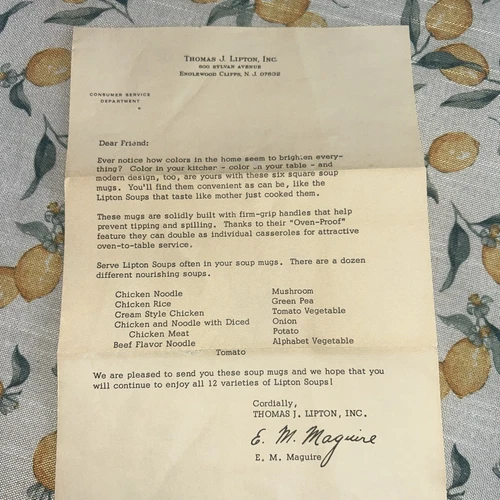 THOMAS J. LIPTON, INC.
800 SYLVAN AVENUE
ENGLEWOOD CLIFFS, N. J. 07632
CONSUMER SERVICE
DEPARTMENT
Dear Friend:
Ever notice how colors in the home seem to brighten every-
thing? Color in your kitchen - color on your table - and
modern design, too, are yours with these six square soup
mugs. You'll find them convenient as can be, like the
Lipton Soups that taste like mother just cooked them.
These mugs are solidly built with firm-grip handles that help
prevent tipping and spilling. Thanks to their "Oven-Proof"
feature they can double as individual casseroles for attractive
oven-to-table service.
Serve Lipton Soups often in your soup mugs. There are a dozen
different nourishing soups.
Chicken Noodle Mushroom
Chicken Rice Green Pea
Cream Style Chicken Tomato Vegetable
Chicken and Noodle with Diced Onion
Chicken Meat Potato
Beef Flavor Noodle Alphabet Vegetable
Tomato
We are pleased to send you these soup mugs and we hope that you
will continue to enjoy all 12 varieties of Lipton Soups!
Cordially,
THOMAS J. LIPTON, INC.
E. M. Maguire
E. M. Maguire